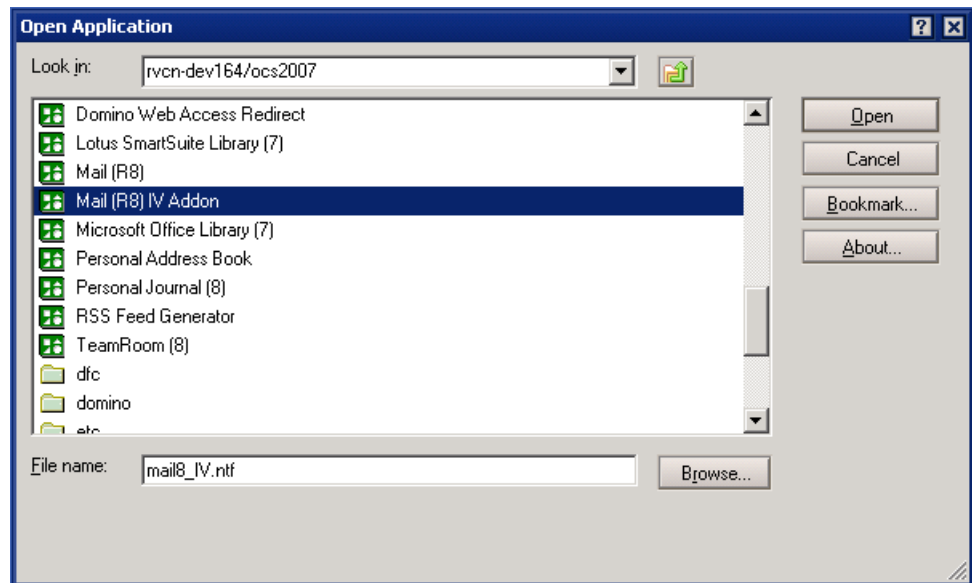 Open Application
Look in:
rvcn-dev164/ocs2007
Domino Web Access Redirect
Lotus SmartSuite Library (7)
Mail (R8)
Mail (R8) IV Addon
Microsoft Office Library (7)
Personal Address Book
Personal Journal (8)
RSS Feed Generator
TeamRoom (8)
dfc
domino
etc
Open
Cancel
Bookmark...
About...
File name:
mail8_IV.ntf
Browse...